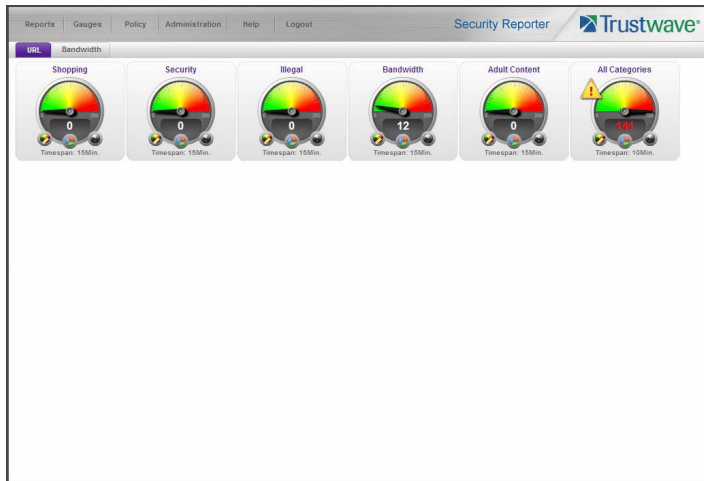 Reports Gauges Policy Administration Help Logout
Security Reporter
Trustwave®
URL Bandwidth
Shopping
0
Timespan: 15Min.
Security
0
Timespan: 15Min.
Illegal
0
Timespan: 15Min.
Bandwidth
12
Timespan: 15Min.
Adult Content
0
Timespan: 15Min.
All Categories
141
Timespan: 10Min.